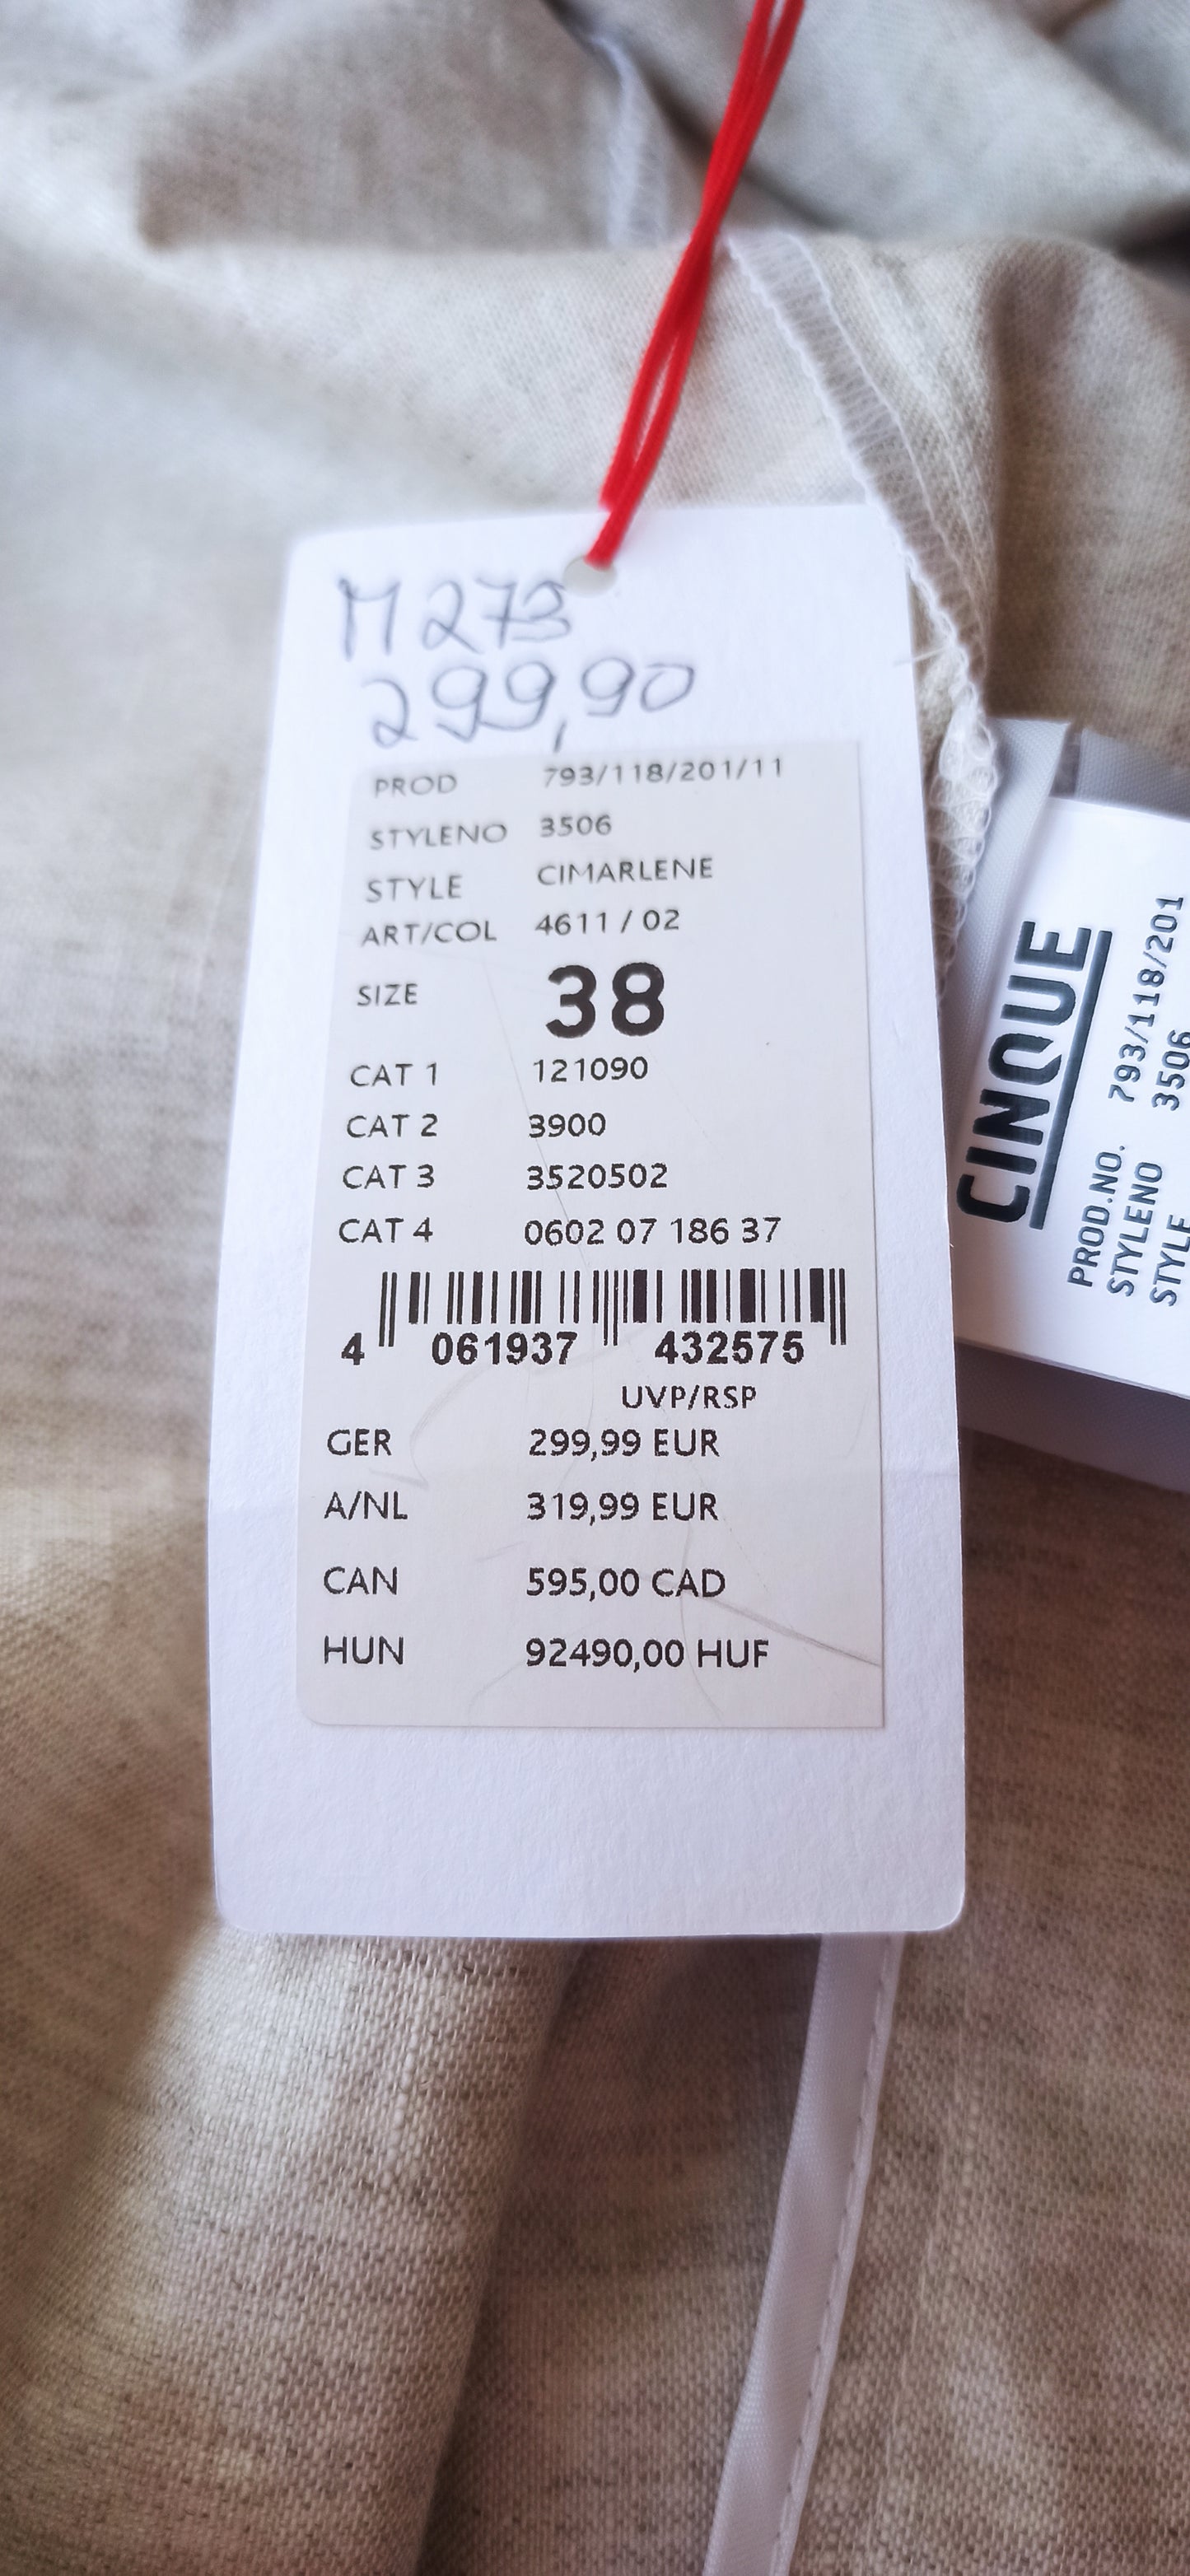 M 273
299,90
PROD 793/118/201/11
STYLENO 3506
STYLE CIMARLENE
ART/COL 4611 / 02
SIZE 38
CAT 1 121090
CAT 2 3900
CAT 3 3520502
CAT 4 0602 07 186 37
4 061937 432575
UVP/RSP
GER 299,99 EUR
A/NL 319,99 EUR
CAN 595,00 CAD
HUN 92490,00 HUF
CINQUE
PROD.NO. 793/118/201
STYLENO 3506
STYLE